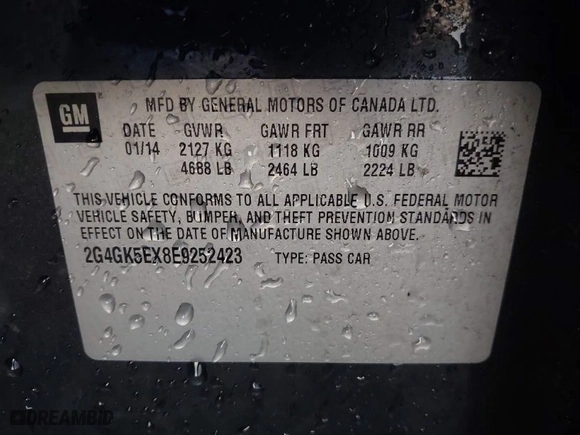 GM
MFD BY GENERAL MOTORS OF CANADA LTD.
DATE GVWR GAWR FRT GAWR RR
01/14 2127 KG 1118 KG 1009 KG
4688 LB 2464 LB 2224 LB
THIS VEHICLE CONFORMS TO ALL APPLICABLE U.S. FEDERAL MOTOR
VEHICLE SAFETY, BUMPER, AND THEFT PREVENTION STANDARDS IN
EFFECT ON THE DATE OF MANUFACTURE SHOWN ABOVE.
2G4GK5EX8E9252423 TYPE: PASS CAR
DREAMBID